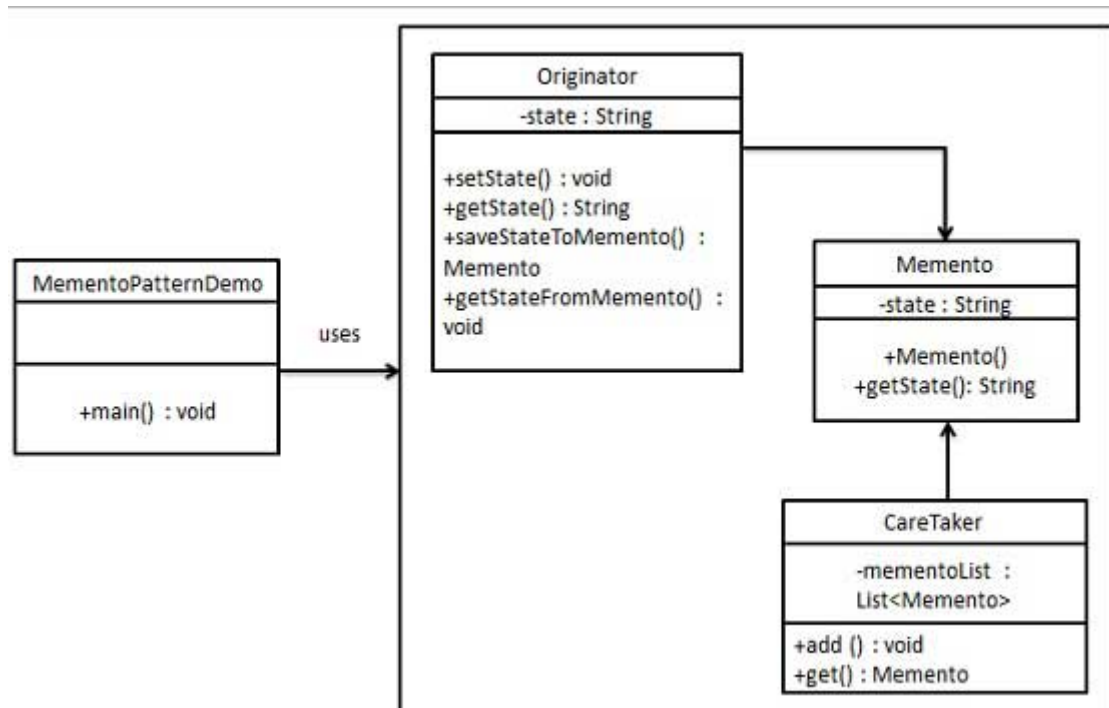 MementoPatternDemo
+main() : void
uses
Originator
-state : String
+setState() : void
+getState() : String
+saveStateToMemento() :
Memento
+getStateFromMemento() :
void
Memento
-state : String
+Memento()
+getState(): String
CareTaker
-mementoList :
List<Memento>
+add () : void
+get() : Memento